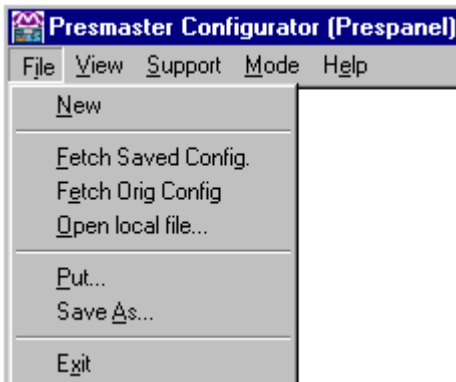 Presmaster Configurator (Prespanel)
File View Support Mode Help
New
Fetch Saved Config.
Fetch Orig Config
Open local file...
Put...
Save As...
Exit